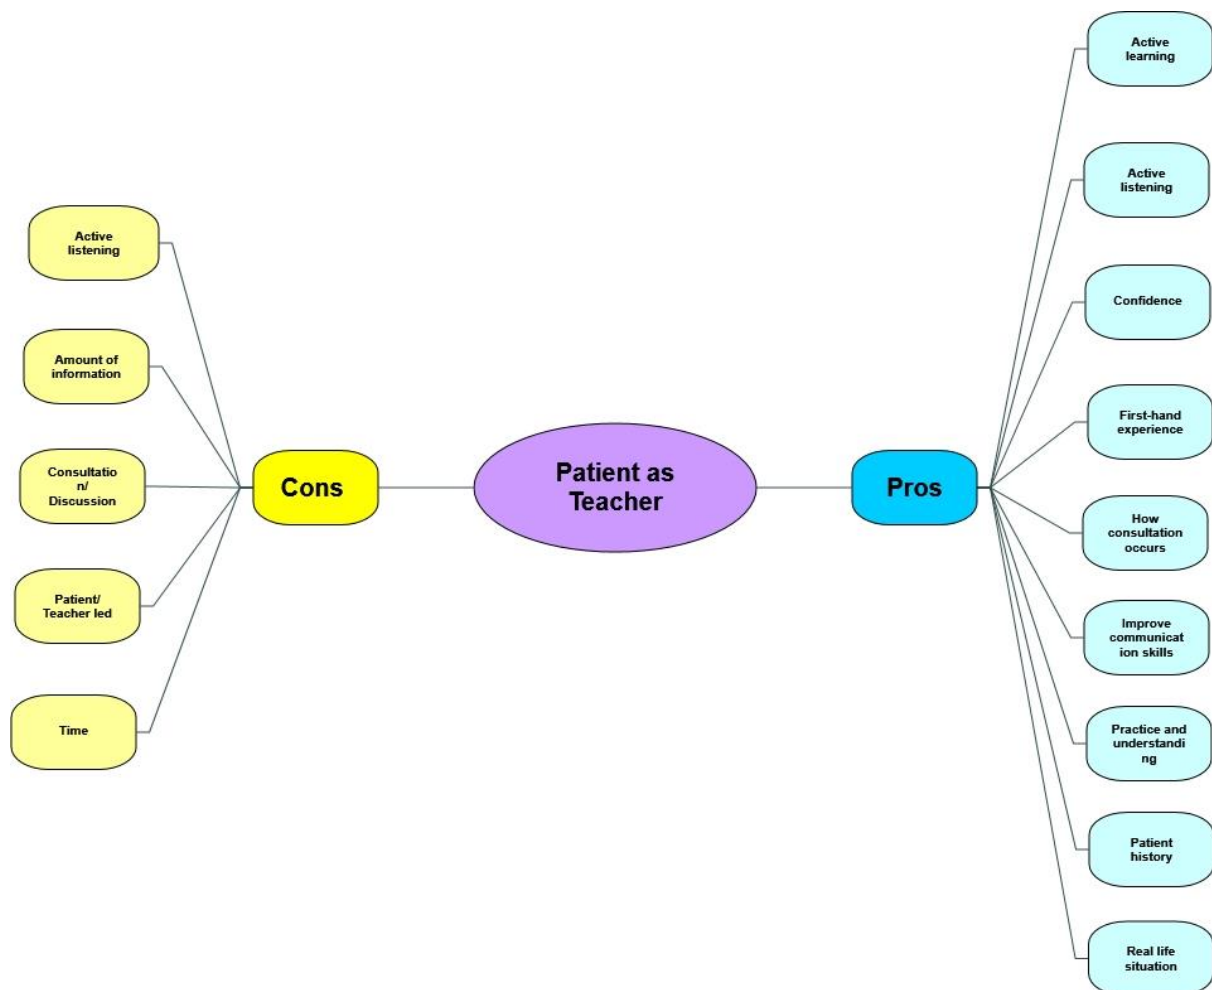 Patient as
Teacher
Cons
Active
listening
Amount of
information
Consultatio
n/
Discussion
Patient/
Teacher led
Time
Pros
Active
learning
Active
listening
Confidence
First-hand
experience
How
consultation
occurs
Improve
communicat
ion skills
Practice and
understandi
ng
Patient
history
Real life
situation